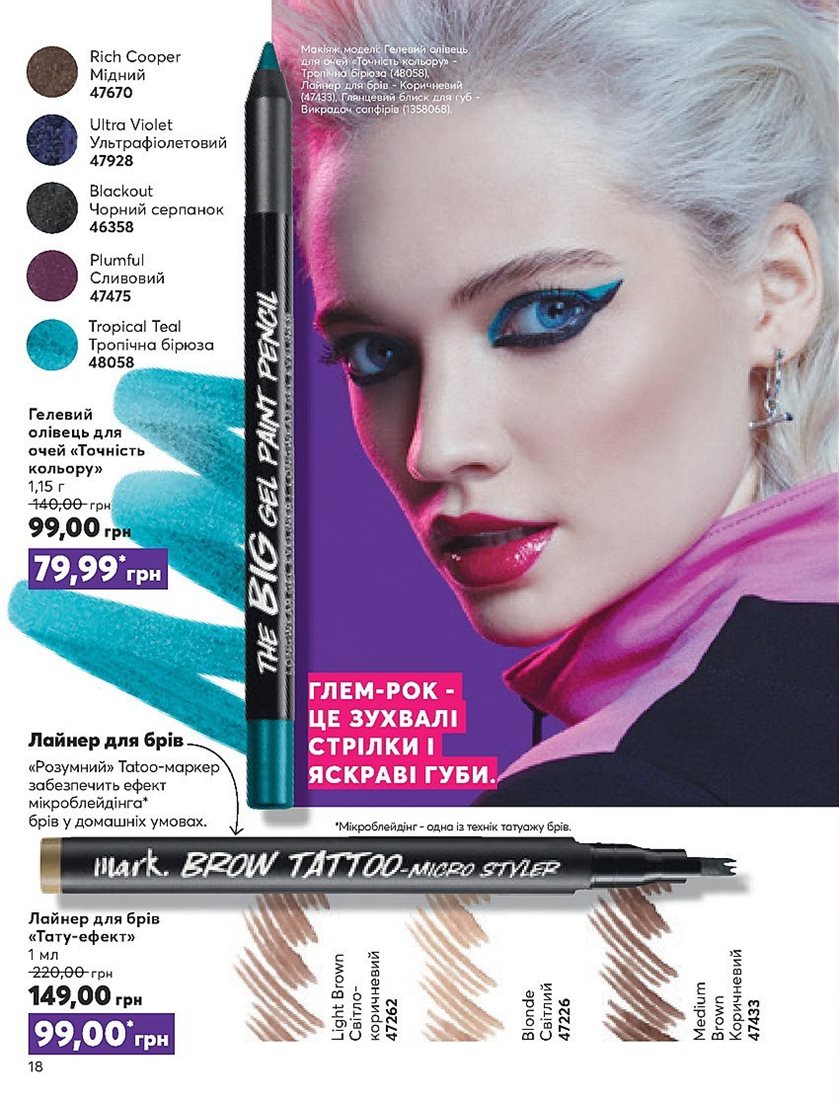 Rich Cooper
Мідний
47670
Ultra Violet
Ультрафіолетовий
47928
Blackout
Чорний серпанок
46358
Plumful
Сливовий
47475
Tropical Teal
Тропічна бірюза
48058
Макіяж моделі: Гелевий олівець
для очей «Точність кольору» -
Тропічна бірюза (48058).
Лайнер для брів - Коричневий
(47433). Глянцевий блиск для губ -
Викрадач сапфірів (1358068).
THE BIG GEL PAINT PENCIL
Гелевий
олівець для
очей «Точність
кольору»
1,15 г
140,00 грн
99,00 грн
79,99* грн
ГЛЕМ-РОК -
ЦЕ ЗУХВАЛІ
СТРІЛКИ І
ЯСКРАВІ ГУБИ.
Лайнер для брів
«Розумний» Tatoo-маркер
забезпечить ефект
мікроблейдінга*
брів у домашніх умовах.
*Мікроблейдінг - одна із технік татуажу брів.
mark. BROW TATTOO-MICRO STYLER
Лайнер для брів
«Тату-ефект»
1 мл
220,00 грн
149,00 грн
99,00* грн
Light Brown
Світло-
коричневий
47262
Blonde
Світлий
47226
Medium
Brown
Коричневий
47433
18